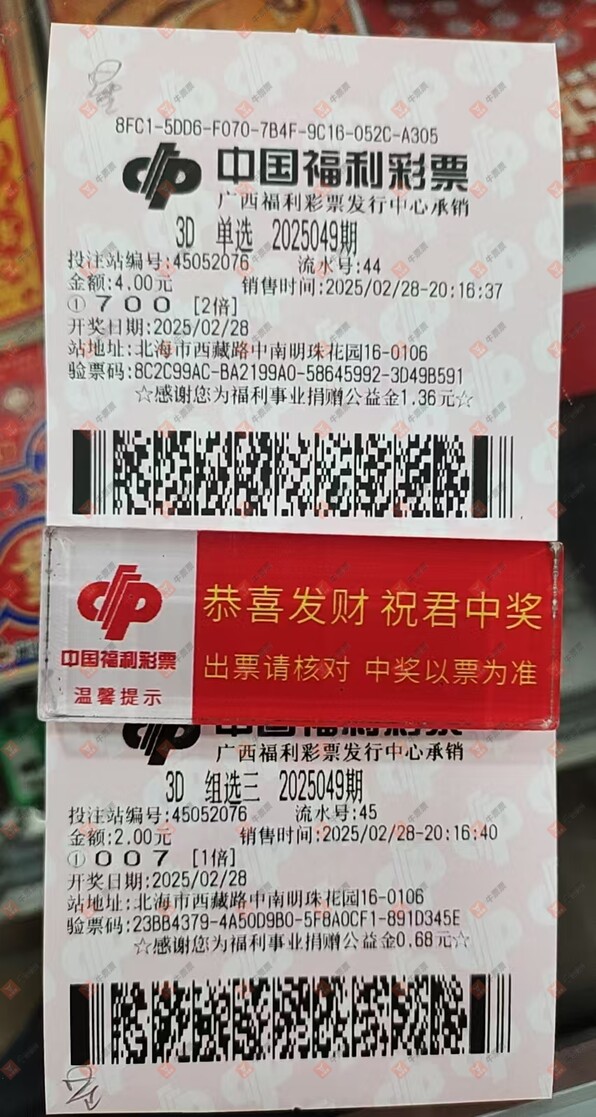 星
8FC1-5DD6-F070-7B4F-9C16-052C-A305
中国福利彩票
广西福利彩票发行中心承销
3D 单选 2025049期
投注站编号:45052076 流水号:44
金额:4.00元 销售时间:2025/02/28-20:16:37
① 7 0 0 [2倍]
开奖日期:2025/02/28
站地址:北海市西藏路中南明珠花园16-0106
验票码:8C2C99AC-BA2199A0-58645992-3D49B591
☆感谢您为福利事业捐赠公益金1.36元☆
中国福利彩票
温馨提示
恭喜发财 祝君中奖
出票请核对 中奖以票为准
中国福利彩票
广西福利彩票发行中心承销
3D 组选三 2025049期
投注站编号:45052076 流水号:45
金额:2.00元 销售时间:2025/02/28-20:16:40
① 0 0 7 [1倍]
开奖日期:2025/02/28
站地址:北海市西藏路中南明珠花园16-0106
验票码:23BB4379-4A50D9B0-5F8A0CF1-891D345E
☆感谢您为福利事业捐赠公益金0.68元☆